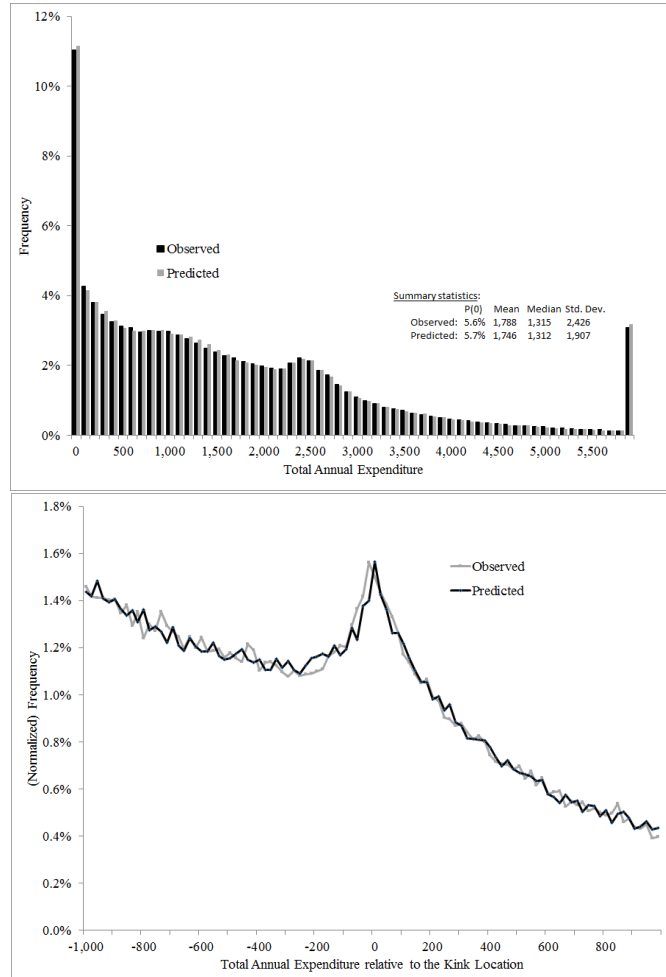 12%
10%
8%
6%
4%
2%
0%
Frequency
Observed
Predicted
Summary statistics:
P(0) Mean Median Std. Dev.
Observed: 5.6% 1,788 1,315 2,426
Predicted: 5.7% 1,746 1,312 1,907
0 500 1,000 1,500 2,000 2,500 3,000 3,500 4,000 4,500 5,000 5,500
Total Annual Expenditure
1.8%
1.6%
1.4%
1.2%
1.0%
0.8%
0.6%
0.4%
0.2%
0.0%
(Normalized) Frequency
Observed
Predicted
-1,000 -800 -600 -400 -200 0 200 400 600 800
Total Annual Expenditure relative to the Kink Location